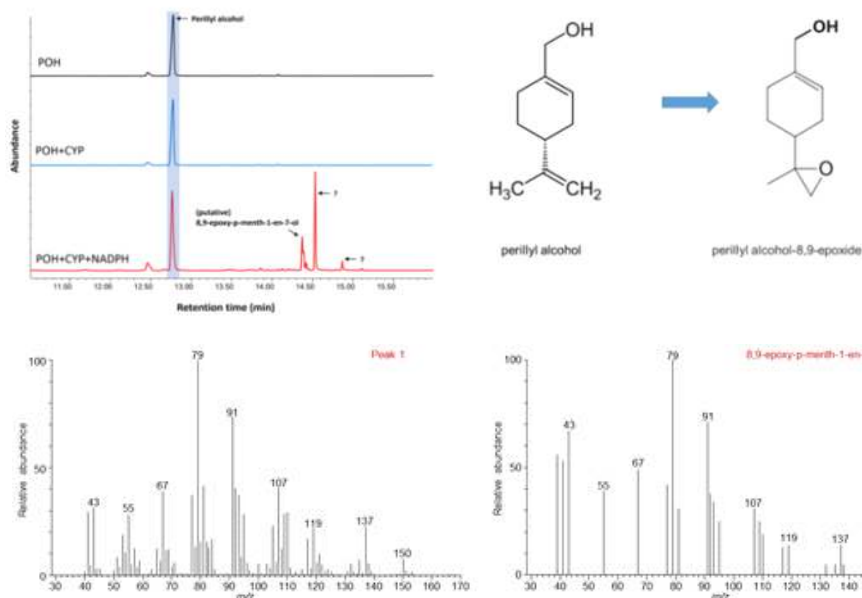 Perillyl alcohol
POH
POH+CYP
(putative)
8,9-epoxy-p-menth-1-en-7-ol
?
?
POH+CYP+NADPH
Abundance
11.00 11.50 12.00 12.50 13.00 13.50 14.00 14.50 15.00 15.50
Retention time (min)
OH
H₃C
CH₂
perillyl alcohol
OH
O
perillyl alcohol-8,9-epoxide
Peak 1
100
50
0
Relative abundance
43
55
67
79
91
107
119
137
150
30 40 50 60 70 80 90 100 110 120 130 140 150 160 170
m/z
8,9-epoxy-p-menth-1-en-
100
50
0
Relative abundance
43
55
67
79
91
107
119
137
30 40 50 60 70 80 90 100 110 120 130 140
m/z